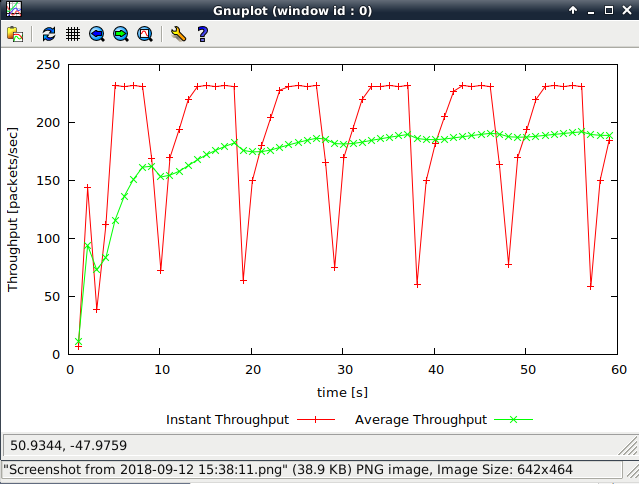 Gnuplot (window id : 0)
250
200
150
100
50
0
Throughput [packets/sec]
0 10 20 30 40 50 60
time [s]
Instant Throughput Average Throughput
50.9344, -47.9759
"Screenshot from 2018-09-12 15:38:11.png" (38.9 KB) PNG image, Image Size: 642x464